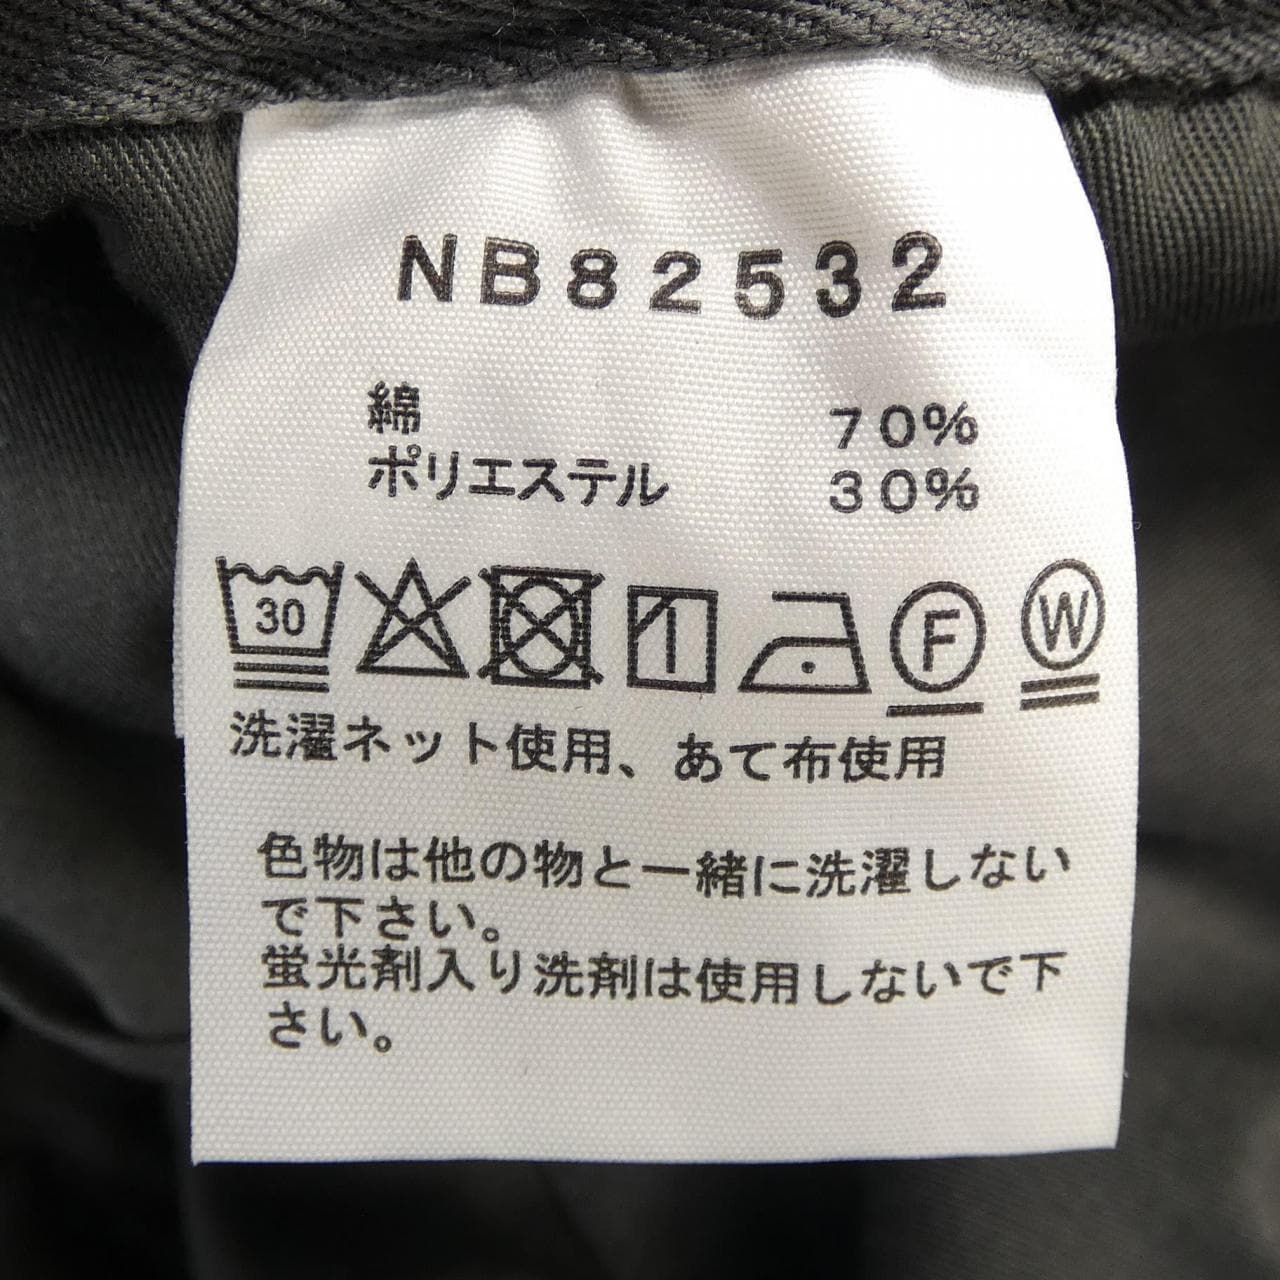 NB82532
綿 70%
ポリエステル 30%
30 F W
洗濯ネット使用、あて布使用
色物は他の物と一緒に洗濯しない
で下さい。
蛍光剤入り洗剤は使用しないで下
さい。